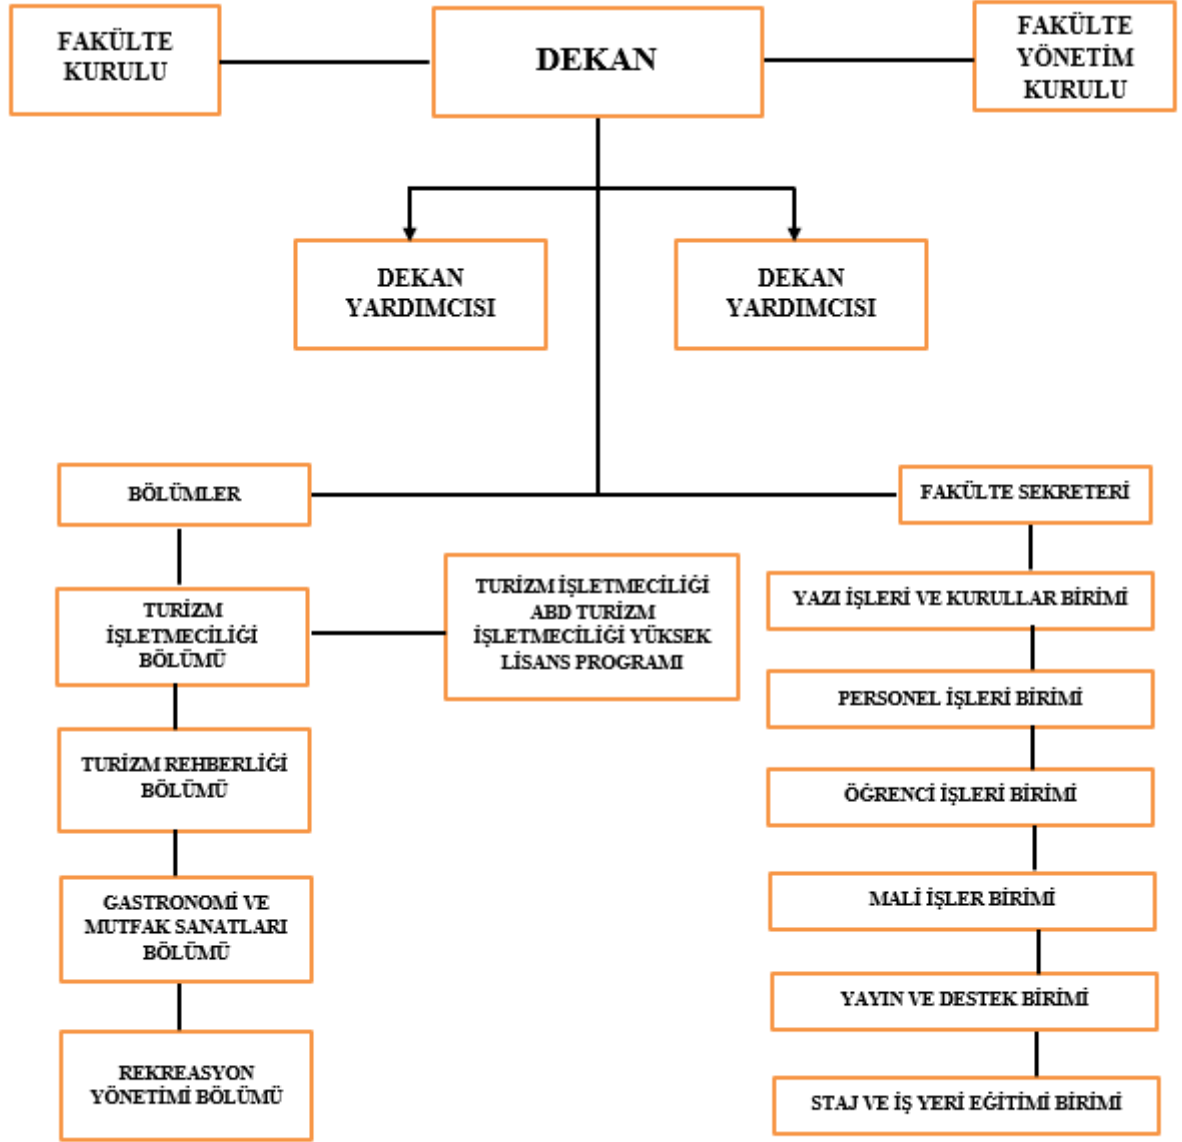 FAKÜLTE
KURULU
DEKAN
FAKÜLTE
YÖNETİM
KURULU
DEKAN
YARDIMCISI
DEKAN
YARDIMCISI
BÖLÜMLER
FAKÜLTE SEKRETERİ
TURİZM
İŞLETMECİLİĞİ
BÖLÜMÜ
TURİZM İŞLETMECİLİĞİ
ABD TURİZM
İŞLETMECİLİĞİ YÜKSEK
LİSANS PROGRAMI
TURİZM REHBERLİĞİ
BÖLÜMÜ
GASTRONOMİ VE
MUTFAK SANATLARI
BÖLÜMÜ
REKREASYON
YÖNETİMİ BÖLÜMÜ
YAZI İŞLERİ VE KURULLAR BİRİMİ
PERSONEL İŞLERİ BİRİMİ
ÖĞRENCİ İŞLERİ BİRİMİ
MALİ İŞLER BİRİMİ
YAYIN VE DESTEK BİRİMİ
STAJ VE İŞ YERİ EĞİTİMİ BİRİMİ